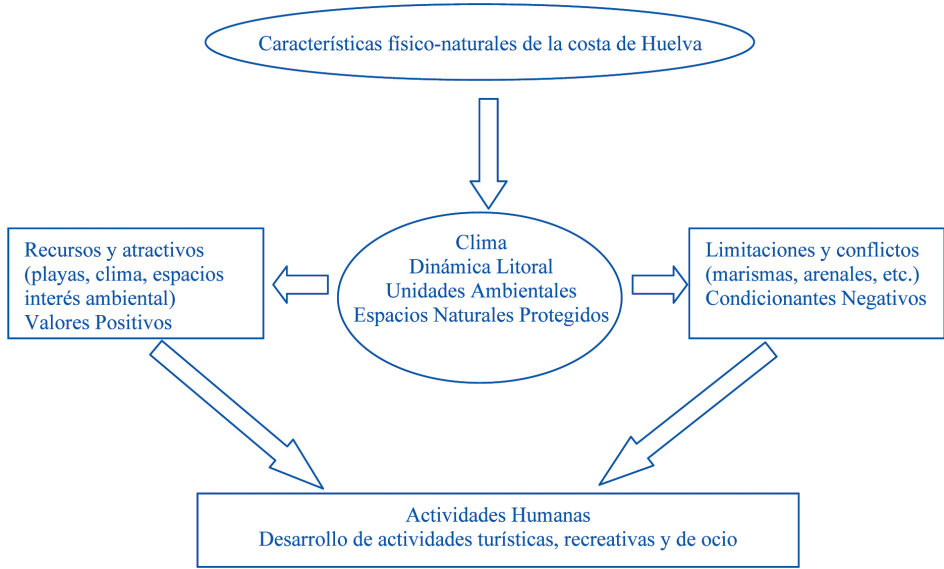 Características físico-naturales de la costa de Huelva
Clima
Dinámica Litoral
Unidades Ambientales
Espacios Naturales Protegidos
Recursos y atractivos
(playas, clima, espacios
interés ambiental)
Valores Positivos
Limitaciones y conflictos
(marismas, arenales, etc.)
Condicionantes Negativos
Actividades Humanas
Desarrollo de actividades turísticas, recreativas y de ocio